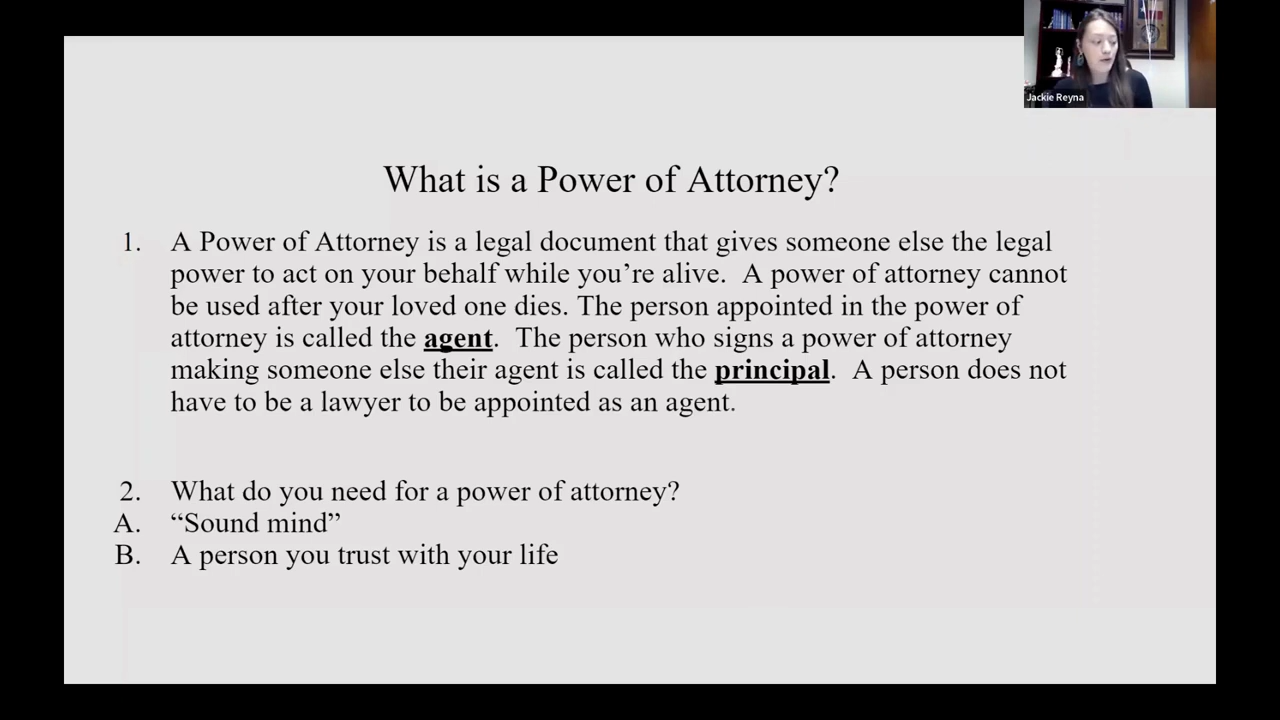 Jackie Reyna
What is a Power of Attorney?
1. A Power of Attorney is a legal document that gives someone else the legal
power to act on your behalf while you’re alive.  A power of attorney cannot
be used after your loved one dies. The person appointed in the power of
attorney is called the agent.  The person who signs a power of attorney
making someone else their agent is called the principal.  A person does not
have to be a lawyer to be appointed as an agent.
2. What do you need for a power of attorney?
A. “Sound mind”
B. A person you trust with your life